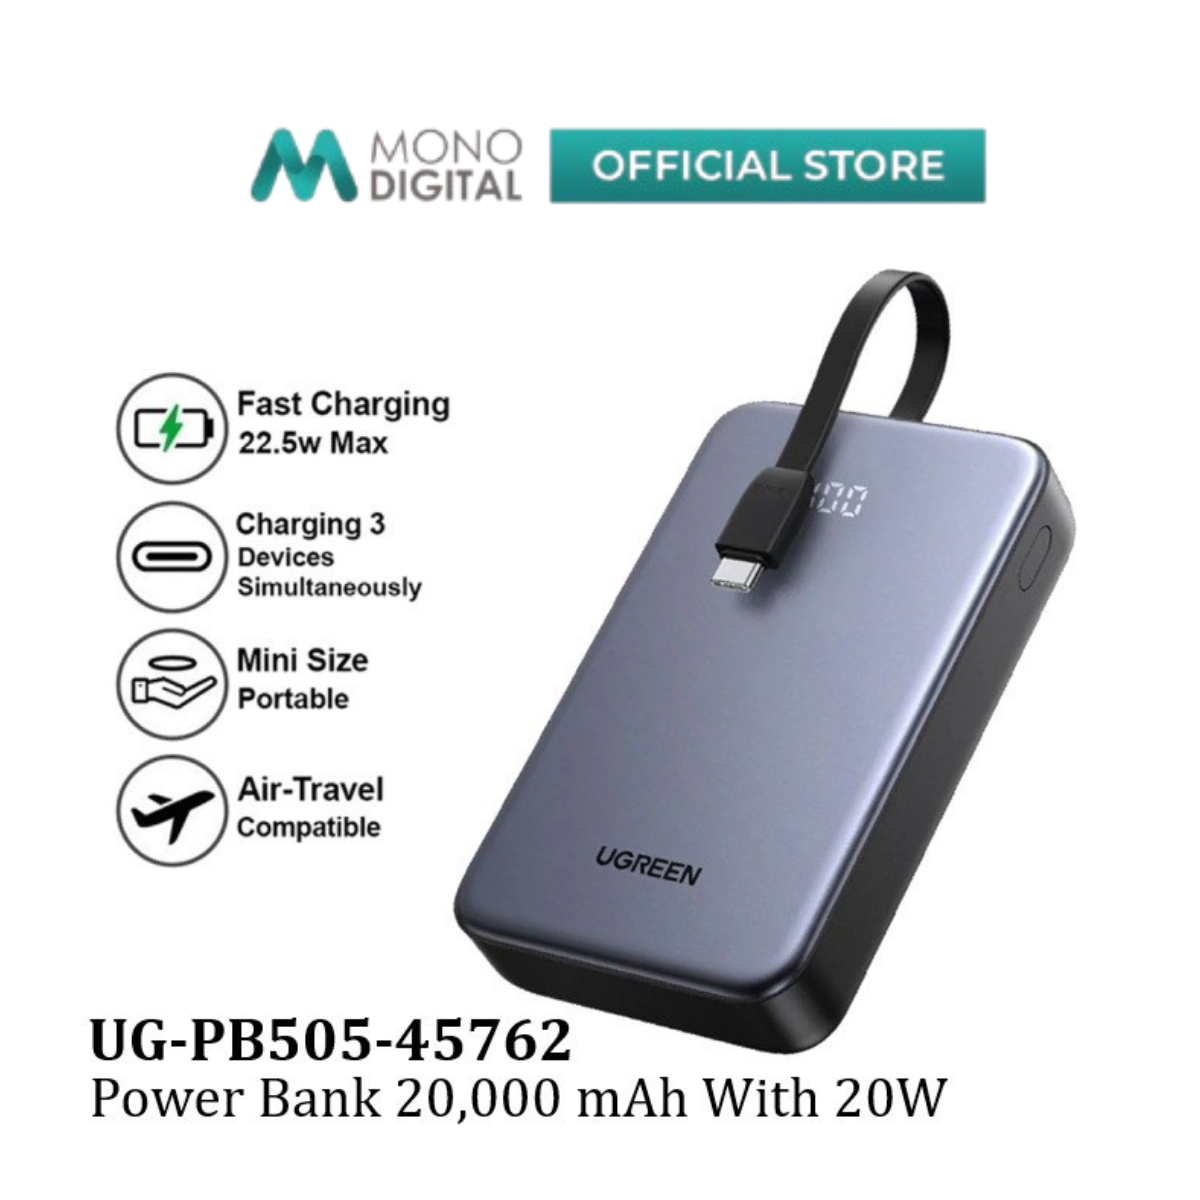 MONO
DIGITAL
OFFICIAL STORE
Fast Charging
22.5w Max
Charging 3
Devices
Simultaneously
Mini Size
Portable
Air-Travel
Compatible
UGREEN
UG-PB505-45762
Power Bank 20,000 mAh With 20W